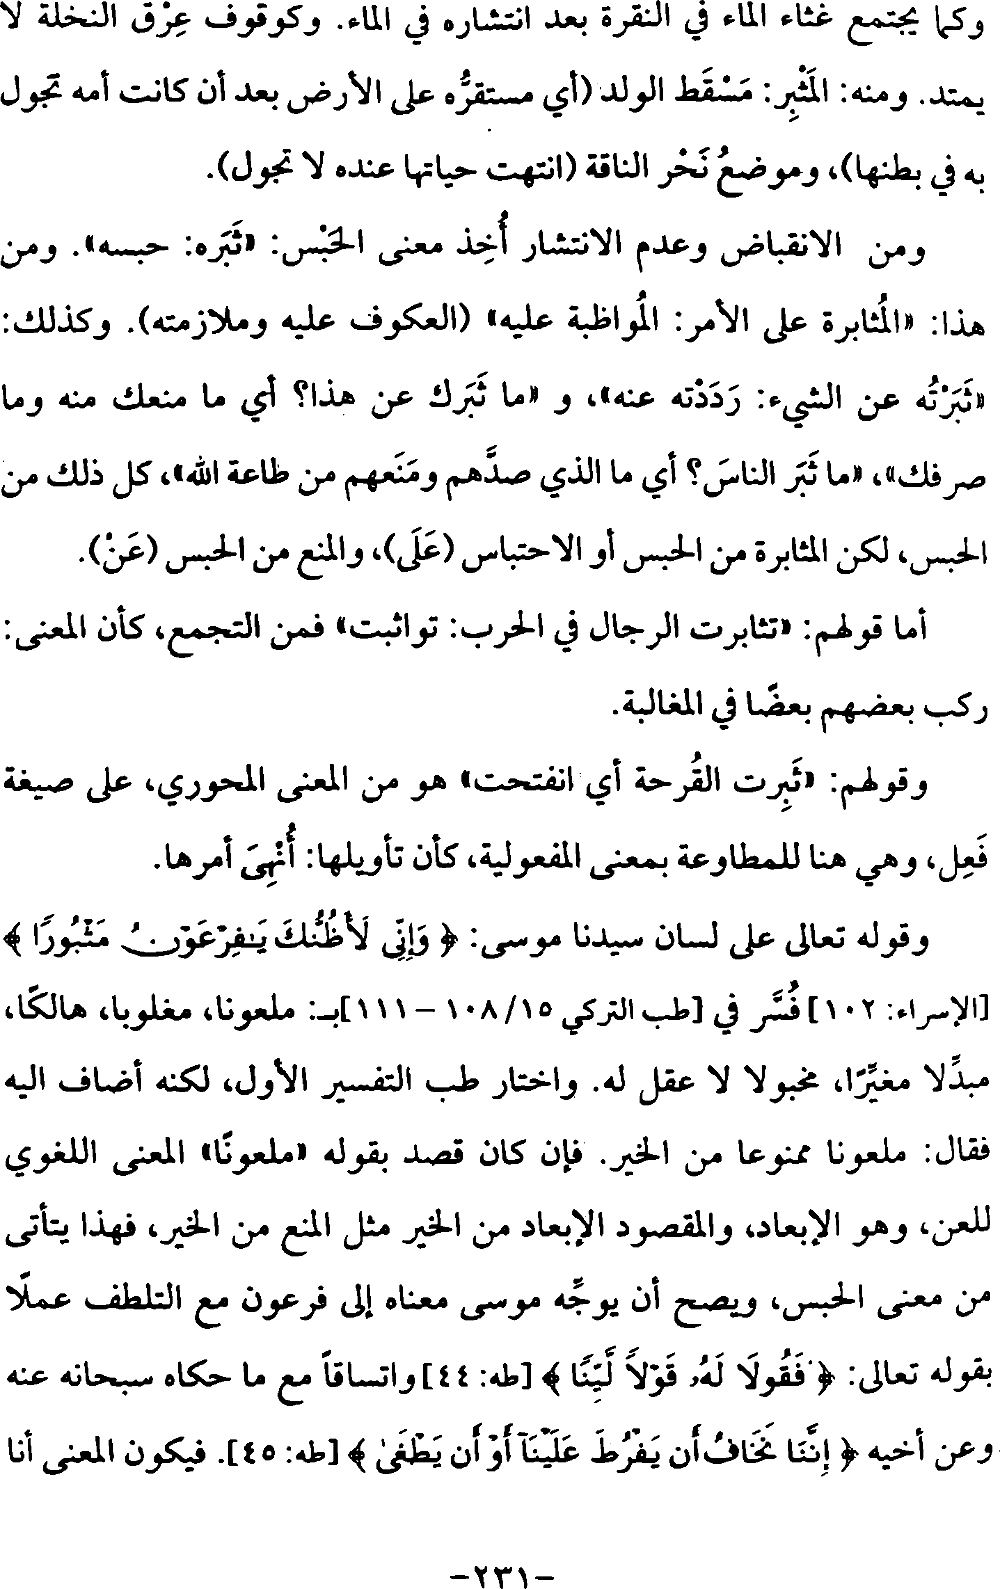 وكما يجتمع غثاء الماء في النقرة بعد انتشاره في الماء. وكوقوف عِرْق النخلة لا
يمتد. ومنه: المَثْبِر: مَسْقَط الولد (أي مستقرُّه على الأرض بعد أن كانت أمه تجول
به في بطنها)، وموضعُ نَحْر الناقة (انتهت حياتها عنده لا تجول).
ومن الانقباض وعدم الانتشار أُخِذ معنى الحَبْس: «ثَبَره: حبسه». ومن
هذا: «المُثابرة على الأمر: المُواظبة عليه» (العكوف عليه وملازمته). وكذلك:
«ثَبَرْتُه عن الشيء: رَدَدْته عنه»، و «ما ثَبَرك عن هذا؟ أي ما منعك منه وما
صرفك»، «ما ثَبَر الناسَ؟ أي ما الذي صدَّهم ومَنَعهم من طاعة الله»، كل ذلك من
الحبس، لكن المثابرة من الحبس أو الاحتباس (عَلَى)، والمنع من الحبس (عَنْ).
أما قولهم: «تثابرت الرجال في الحرب: تواثبت» فمن التجمع، كأن المعنى:
ركب بعضهم بعضًا في المغالبة.
وقولهم: «ثَبِرت القُرحة أي انفتحت» هو من المعنى المحوري، على صيغة
فَعِل، وهي هنا للمطاوعة بمعنى المفعولية، كأن تأويلها: أُنْهِىَ أمرها.
وقوله تعالى على لسان سيدنا موسى: ﴿ وَإِنِّى لَأَظُنُّكَ يَٰفِرْعَوْنُ مَثْبُورًا ﴾
[الإسراء: ١٠٢] فُسَّر في [طب التركي ١٥/ ١٠٨ – ١١١]بـ: ملعونا، مغلوبا، هالكًا،
مبدِّلا مغيِّرًا، مخبولا لا عقل له. واختار طب التفسير الأول، لكنه أضاف اليه
فقال: ملعونا ممنوعا من الخير. فإن كان قصد بقوله «ملعونًا» المعنى اللغوي
للعن، وهو الإبعاد، والمقصود الإبعاد من الخير مثل المنع من الخير، فهذا يتأتى
من معنى الحبس، ويصح أن يوجِّه موسى معناه إلى فرعون مع التلطف عملًا
بقوله تعالى: ﴿ فَقُولَا لَهُۥ قَوْلاً لَّيِّنًا ﴾ [طه: ٤٤] واتساقاً مع ما حكاه سبحانه عنه
وعن أخيه ﴿ إِنَّنَا نَخَافُ أَن يَفْرُطَ عَلَيْنَآ أَوْ أَن يَطْغَىٰ ﴾ [طه: ٤٥]. فيكون المعنى أنا
-٢٣١-